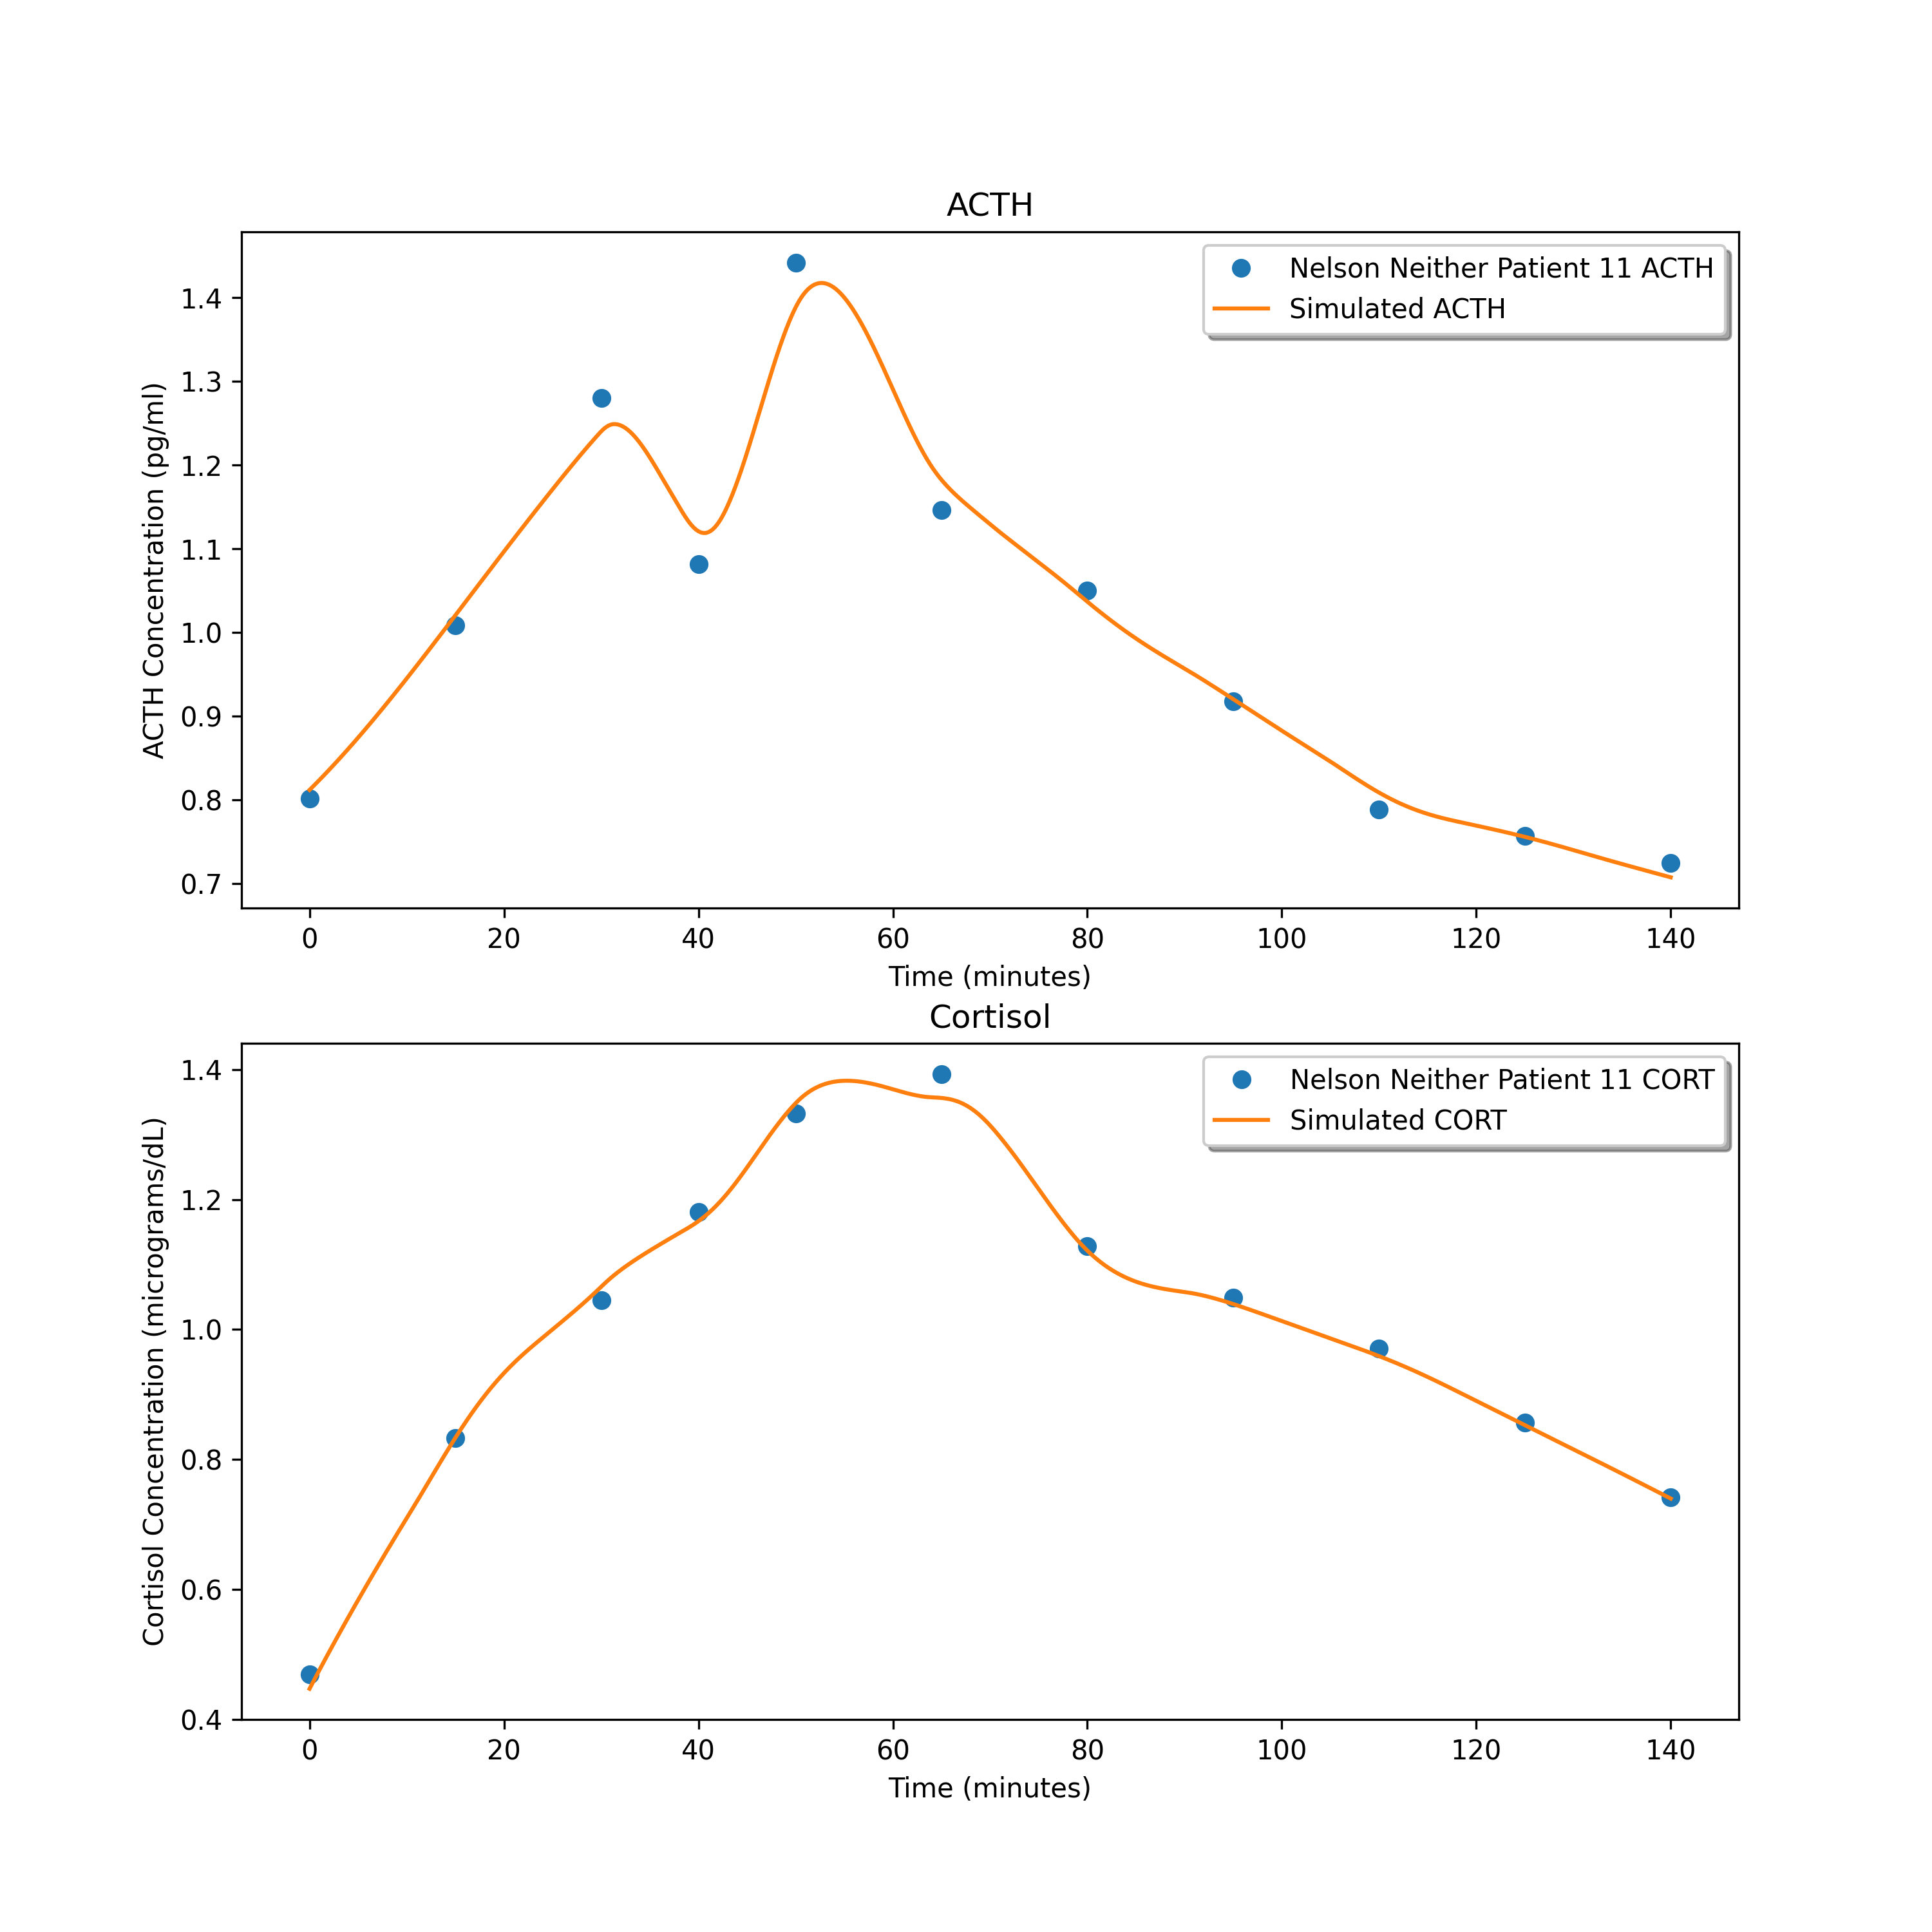 ACTH
Nelson Neither Patient 11 ACTH
Simulated ACTH
ACTH Concentration (pg/ml)
1.4
1.3
1.2
1.1
1.0
0.9
0.8
0.7
0 20 40 60 80 100 120 140
Time (minutes)
Cortisol
Nelson Neither Patient 11 CORT
Simulated CORT
Cortisol Concentration (micrograms/dL)
1.4
1.2
1.0
0.8
0.6
0.4
0 20 40 60 80 100 120 140
Time (minutes)